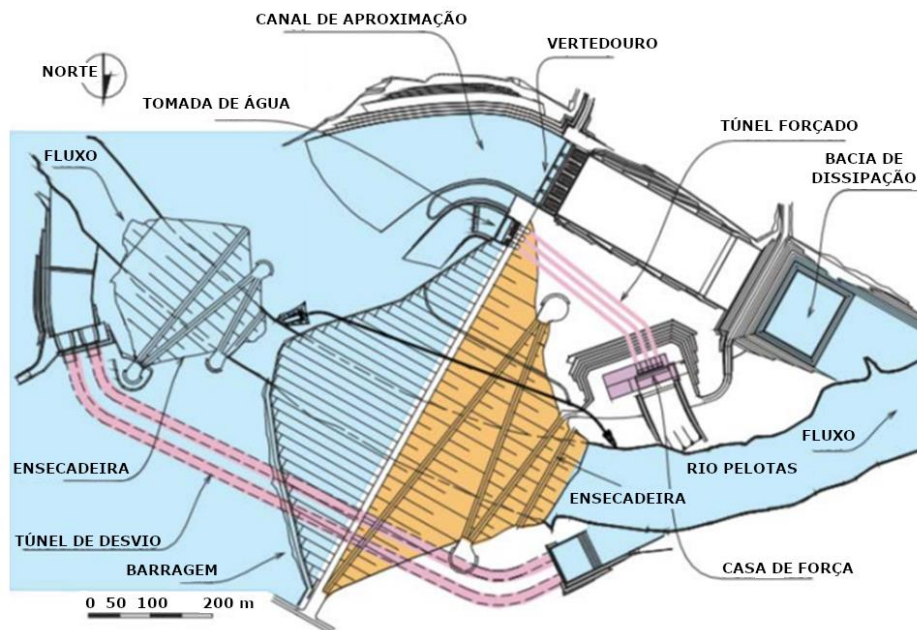 CANAL DE APROXIMAÇÃO
VERTEDOURO
NORTE
TOMADA DE ÁGUA
TÚNEL FORÇADO
FLUXO
BACIA DE
DISSIPAÇÃO
ENSECADEIRA
FLUXO
RIO PELOTAS
ENSECADEIRA
TÚNEL DE DESVIO
BARRAGEM
CASA DE FORÇA
0 50 100 200 m